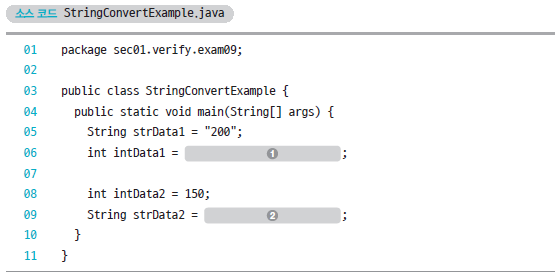 소스 코드 StringConvertExample.java
01 package sec01.verify.exam09;
02
03 public class StringConvertExample {
04 public static void main(String[] args) {
05 String strData1 = "200";
06 int intData1 = ❶ ;
07
08 int intData2 = 150;
09 String strData2 = ❷ ;
10 }
11 }